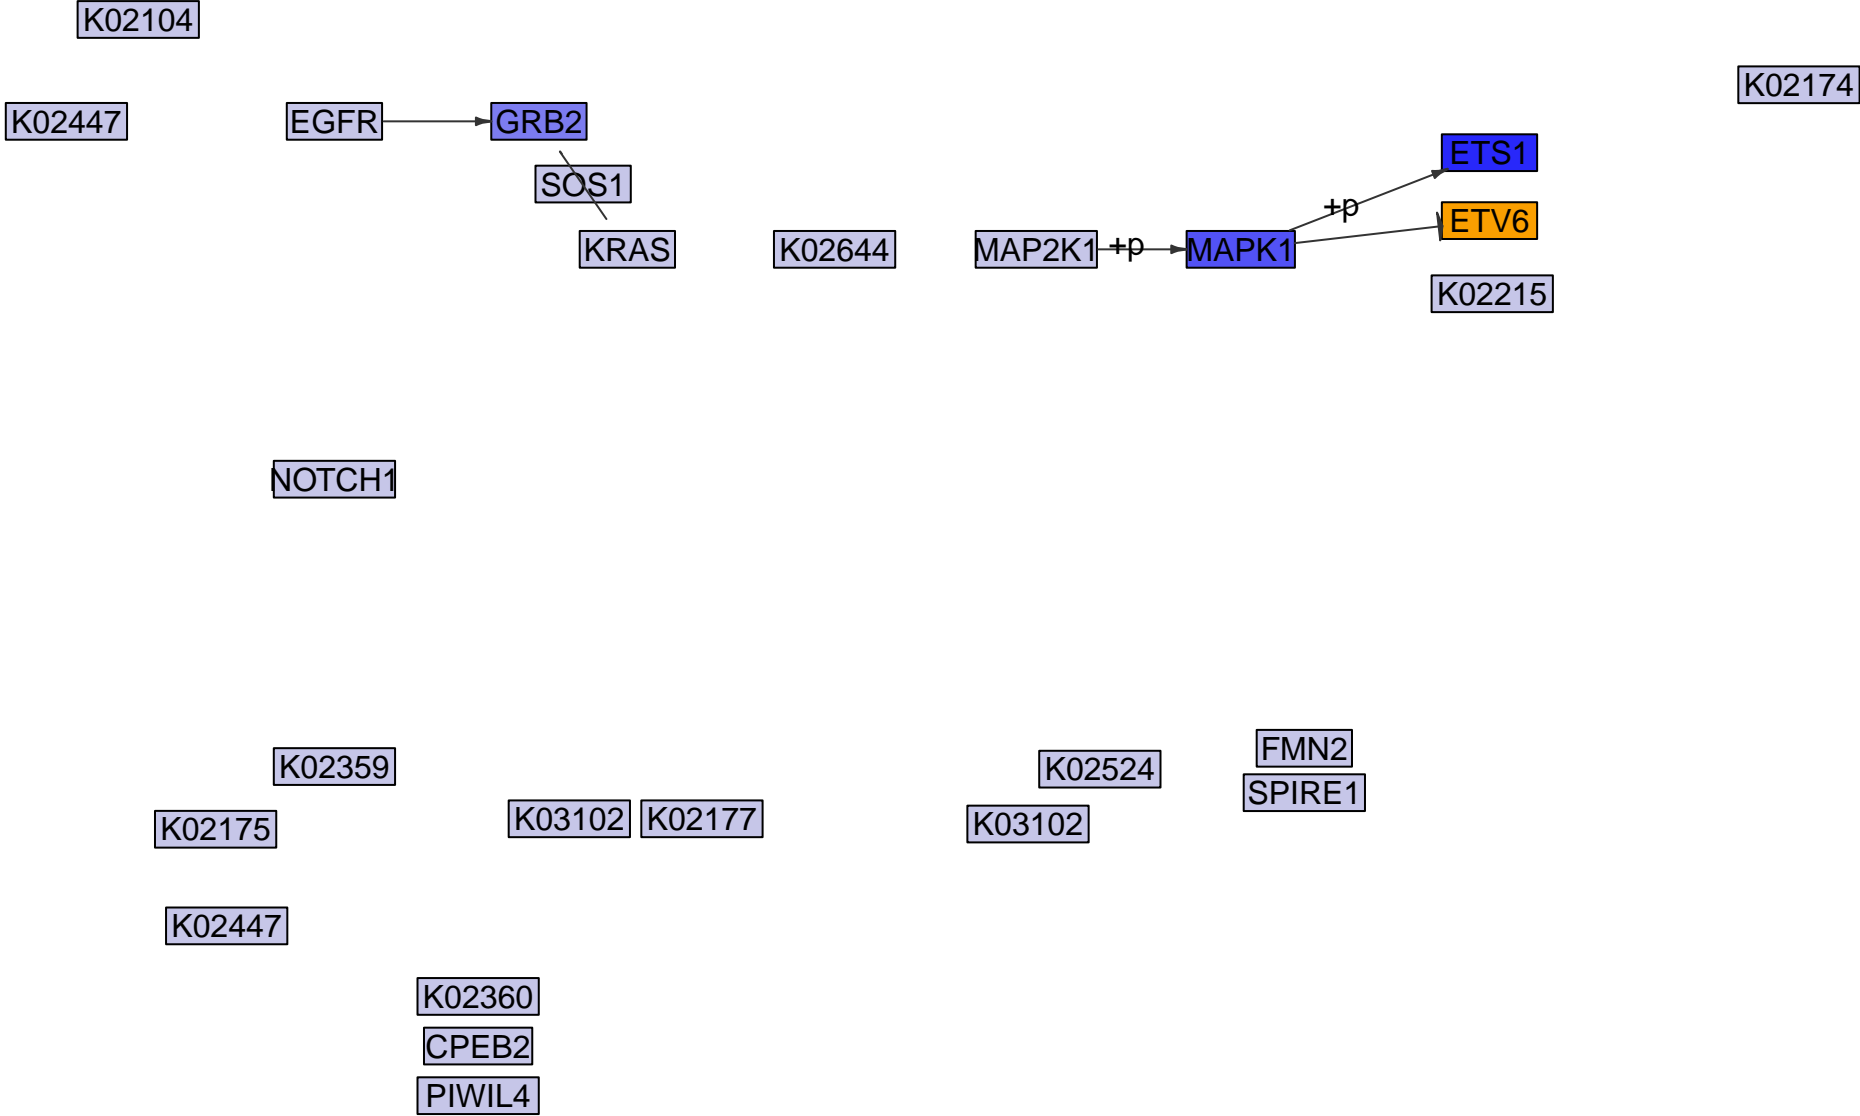 K02104
K02174
K02447
EGFR
GRB2
ETS1
SOS1
+p
ETV6
KRAS
K02644
MAP2K1
+p
MAPK1
K02215
NOTCH1
FMN2
K02359
K02524
SPIRE1
K02175
K03102
K02177
K03102
K02447
K02360
CPEB2
PIWIL4